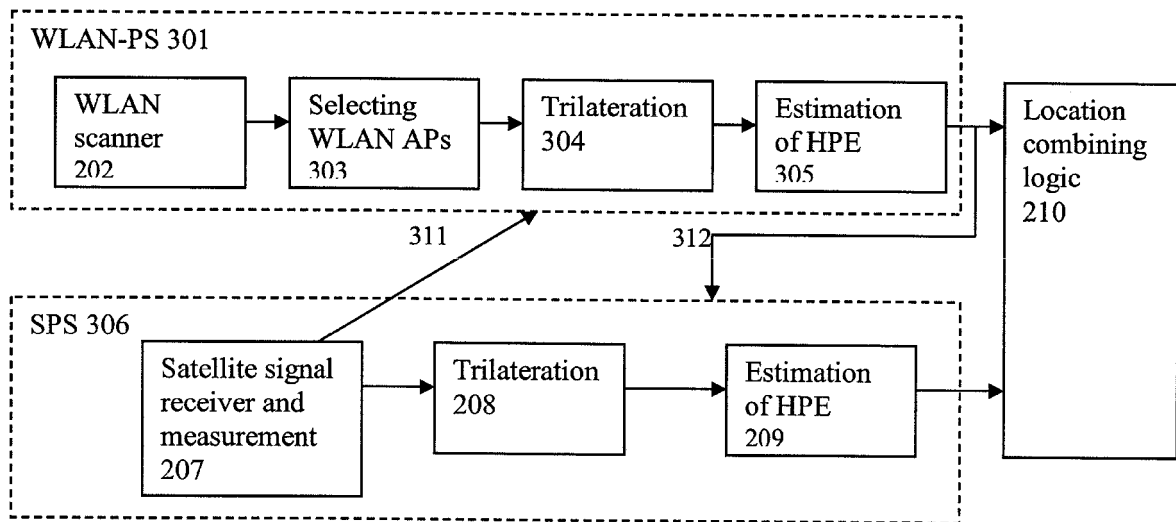 WLAN-PS 301
WLAN
scanner
202
Selecting
WLAN APs
303
Trilateration
304
Estimation
of HPE
305
Location
combining
logic
210
311
312
SPS 306
Satellite signal
receiver and
measurement
207
Trilateration
208
Estimation
of HPE
209